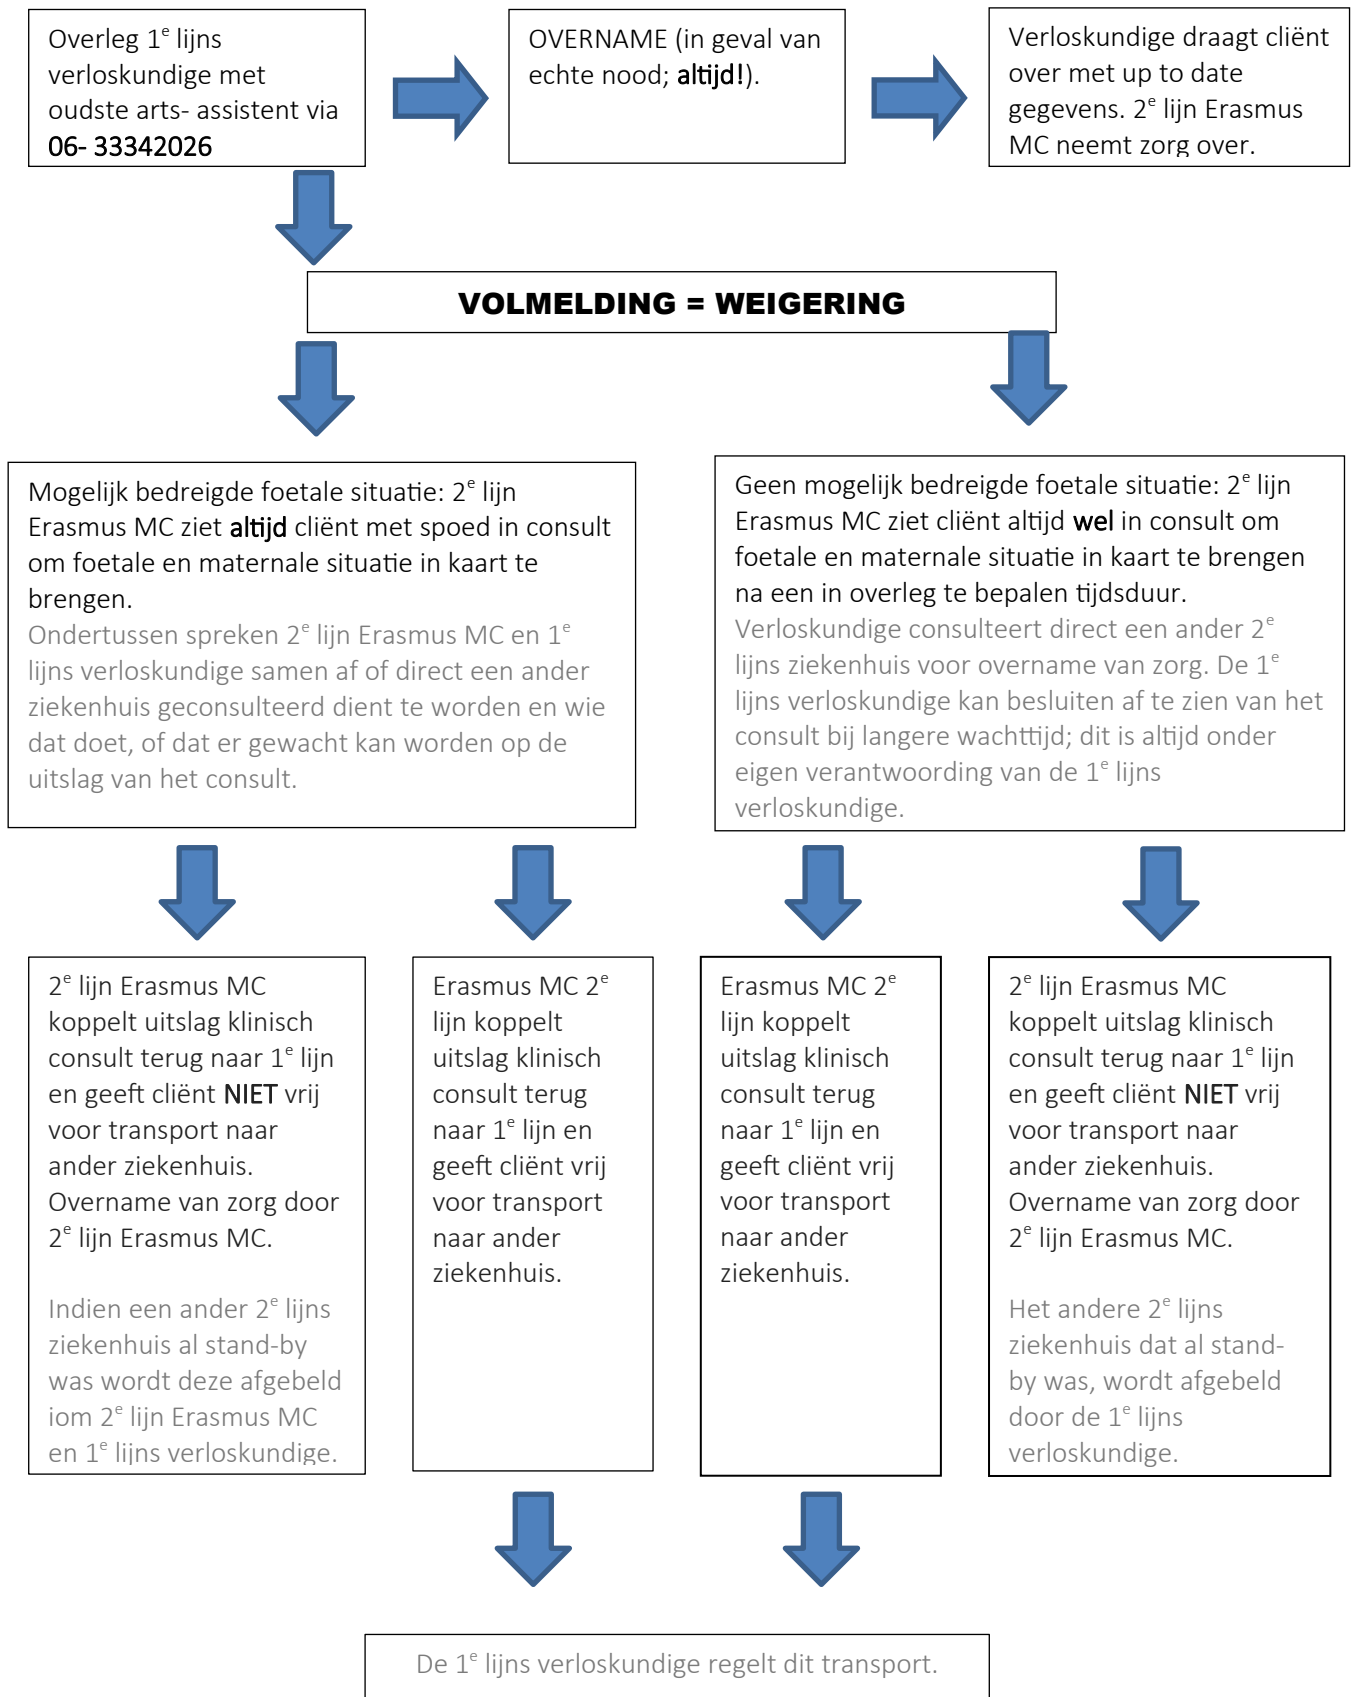 Overleg 1e lijns
verloskundige met
oudste arts- assistent via
06- 33342026
OVERNAME (in geval van
echte nood; altijd!).
Verloskundige draagt cliënt
over met up to date
gegevens. 2e lijn Erasmus
MC neemt zorg over.
VOLMELDING = WEIGERING
Mogelijk bedreigde foetale situatie: 2e lijn
Erasmus MC ziet altijd cliënt met spoed in consult
om foetale en maternale situatie in kaart te
brengen.
Ondertussen spreken 2e lijn Erasmus MC en 1e
lijns verloskundige samen af of direct een ander
ziekenhuis geconsulteerd dient te worden en wie
dat doet, of dat er gewacht kan worden op de
uitslag van het consult.
Geen mogelijk bedreigde foetale situatie: 2e lijn
Erasmus MC ziet cliënt altijd wel in consult om
foetale en maternale situatie in kaart te brengen
na een in overleg te bepalen tijdsduur.
Verloskundige consulteert direct een ander 2e
lijns ziekenhuis voor overname van zorg. De 1e
lijns verloskundige kan besluiten af te zien van het
consult bij langere wachttijd; dit is altijd onder
eigen verantwoording van de 1e lijns
verloskundige.
2e lijn Erasmus MC
koppelt uitslag klinisch
consult terug naar 1e lijn
en geeft cliënt NIET vrij
voor transport naar
ander ziekenhuis.
Overname van zorg door
2e lijn Erasmus MC.
Indien een ander 2e lijns
ziekenhuis al stand-by
was wordt deze afgebeld
iom 2e lijn Erasmus MC
en 1e lijns verloskundige.
Erasmus MC 2e
lijn koppelt
uitslag klinisch
consult terug
naar 1e lijn en
geeft cliënt vrij
voor transport
naar ander
ziekenhuis.
Erasmus MC 2e
lijn koppelt
uitslag klinisch
consult terug
naar 1e lijn en
geeft cliënt vrij
voor transport
naar ander
ziekenhuis.
2e lijn Erasmus MC
koppelt uitslag klinisch
consult terug naar 1e lijn
en geeft cliënt NIET vrij
voor transport naar
ander ziekenhuis.
Overname van zorg door
2e lijn Erasmus MC.
Het andere 2e lijns
ziekenhuis dat al stand-
by was, wordt afgebeld
door de 1e lijns
verloskundige.
De 1e lijns verloskundige regelt dit transport.